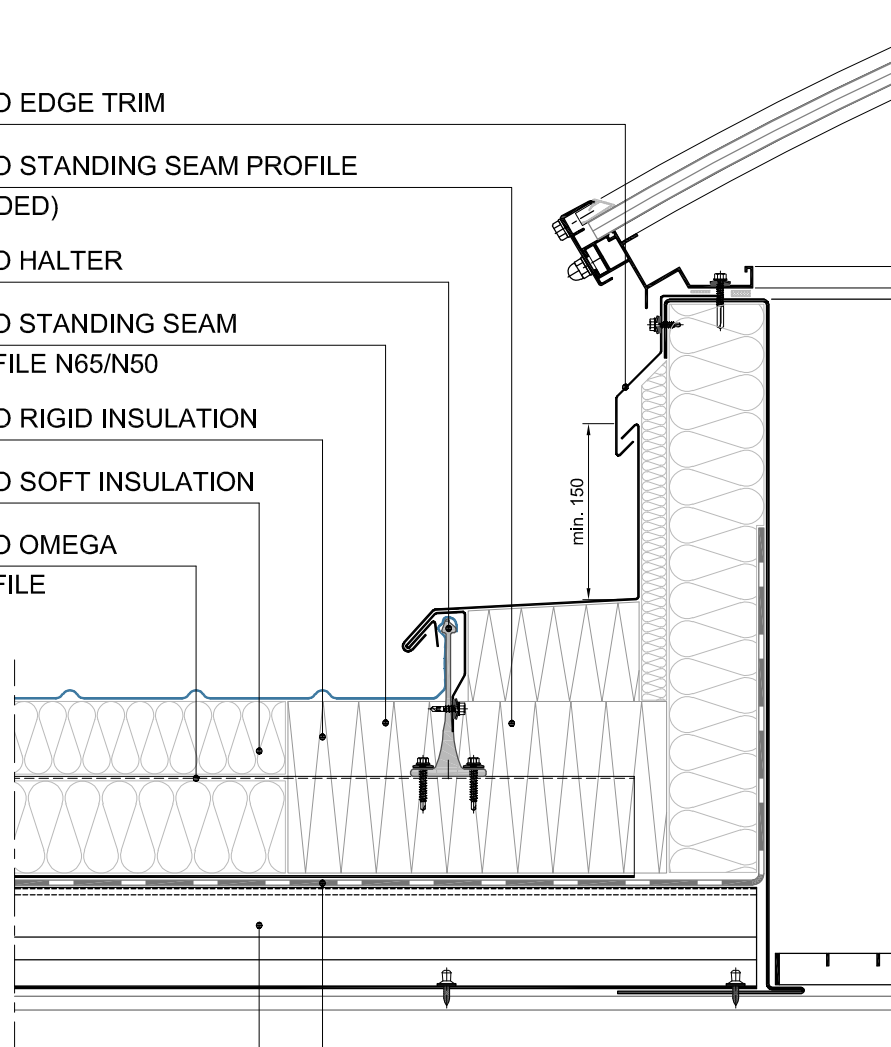 O EDGE TRIM
O STANDING SEAM PROFILE
DED)
O HALTER
O STANDING SEAM
FILE N65/N50
O RIGID INSULATION
O SOFT INSULATION
O OMEGA
FILE
min. 150